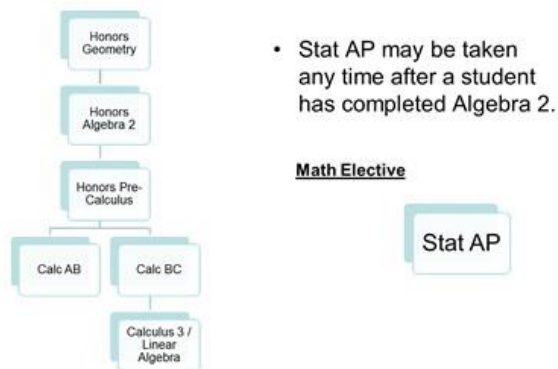 Honors
Geometry
Honors
Algebra 2
Honors Pre-
Calculus
Calc AB
Calc BC
Calculus 3 /
Linear
Algebra
• Stat AP may be taken
any time after a student
has completed Algebra 2.
Math Elective
Stat AP